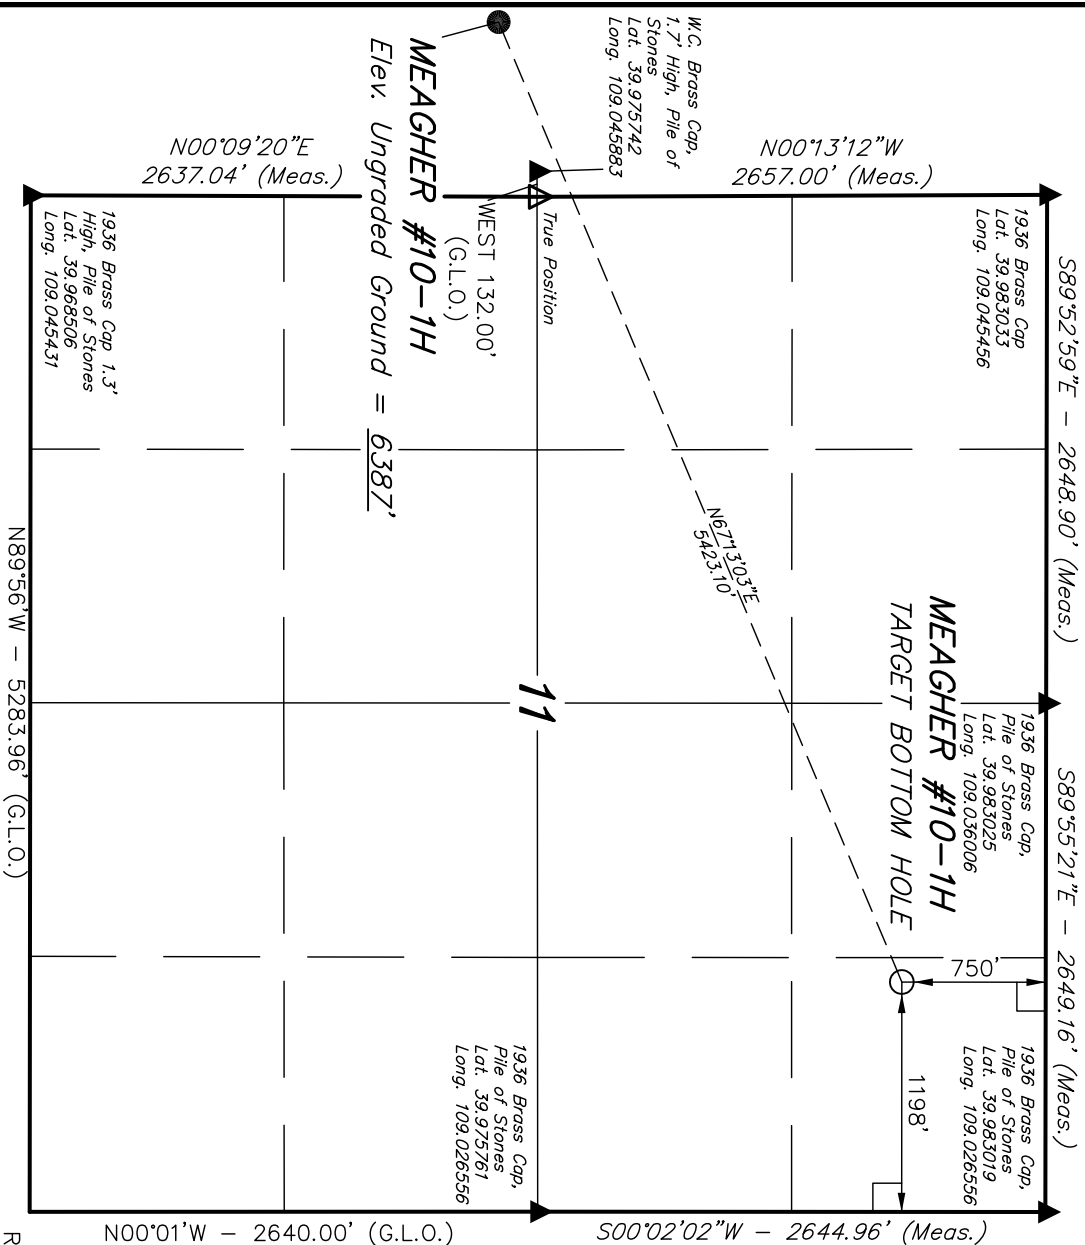 S89°52'59"E - 2648.90' (Meas.)
S89°55'21"E - 2649.16' (Meas.)
1936 Brass Cap
Lat. 39.983033
Long. 109.045456
1936 Brass Cap,
Pile of Stones
Lat. 39.983025
Long. 109.036006
1936 Brass Cap,
Pile of Stones
Lat. 39.983019
Long. 109.026556
N00°13'12"W
2657.00' (Meas.)
MEAGHER #10-1H
TARGET BOTTOM HOLE
750'
1198'
S00°02'02"W - 2644.96' (Meas.)
N67°13'03"E
5423.10'
W.C. Brass Cap,
1.7' High, Pile of
Stones
Lat. 39.975742
Long. 109.045883
True Position
WEST 132.00'
(G.L.O.)
11
1936 Brass Cap,
Pile of Stones
Lat. 39.975761
Long. 109.026556
MEAGHER #10-1H
Elev. Ungraded Ground = 6387'
N00°09'20"E
2637.04' (Meas.)
1936 Brass Cap 1.3'
High, Pile of Stones
Lat. 39.968506
Long. 109.045431
N00°01'W - 2640.00' (G.L.O.)
N89°56'W - 5283.96' (G.L.O.)
R